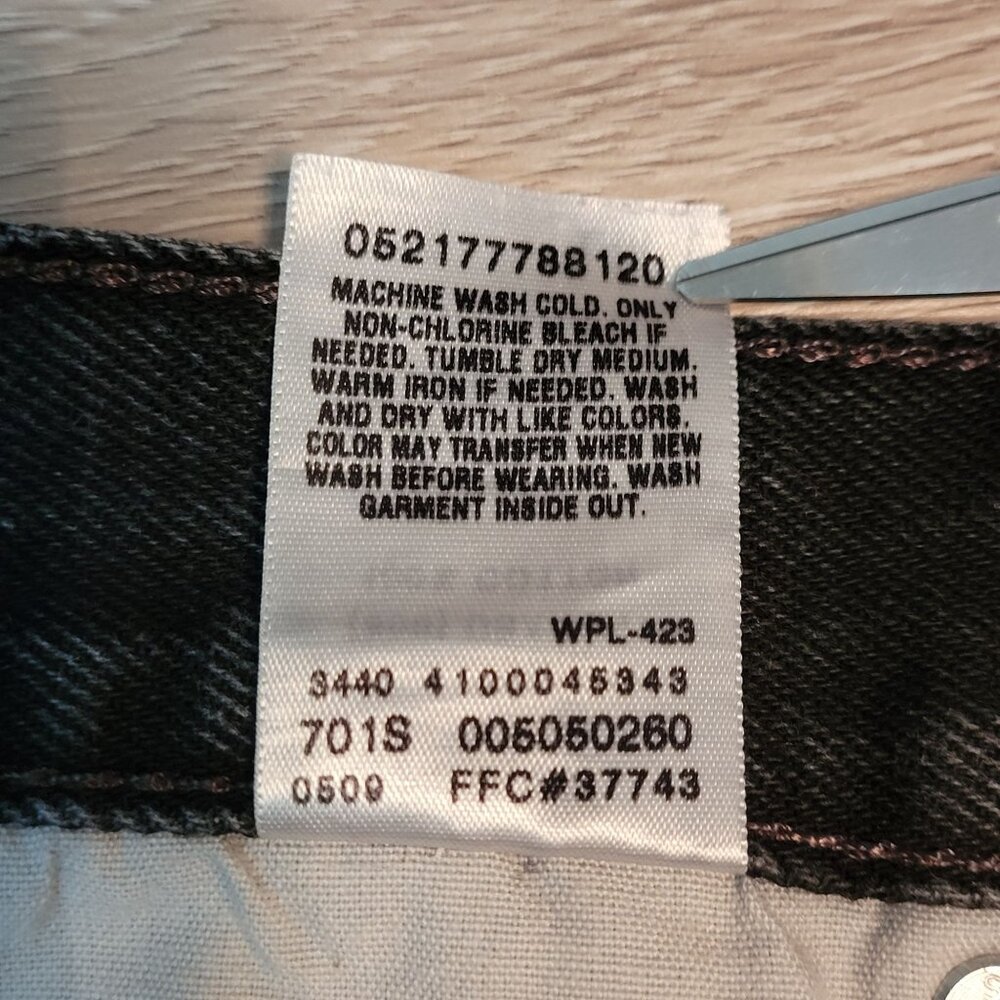 052177788120
MACHINE WASH COLD. ONLY
NON-CHLORINE BLEACH IF
NEEDED. TUMBLE DRY MEDIUM.
WARM IRON IF NEEDED. WASH
AND DRY WITH LIKE COLORS.
COLOR MAY TRANSFER WHEN NEW
WASH BEFORE WEARING. WASH
GARMENT INSIDE OUT.
WPL-423
3440 4100045343
701S 005050260
0509 FFC#37743